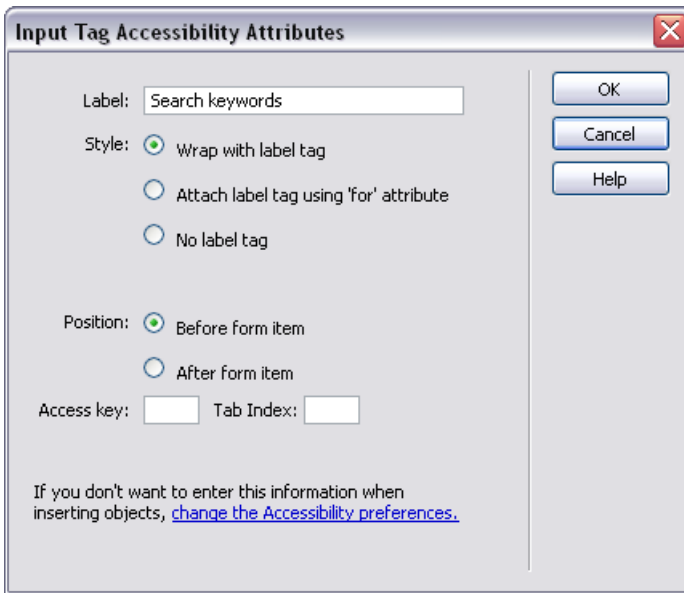 Input Tag Accessibility Attributes
Label: Search keywords
OK
Style: Wrap with label tag
Cancel
Attach label tag using 'for' attribute
Help
No label tag
Position: Before form item
After form item
Access key: Tab Index:
If you don't want to enter this information when
inserting objects, change the Accessibility preferences.